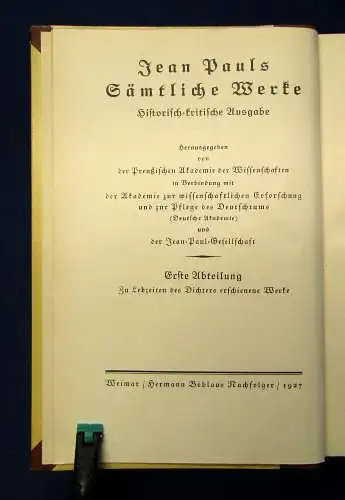 Jean Pauls
Sämtliche Werke
Historisch-kritische Ausgabe
Herausgegeben
von
der Preußischen Akademie der Wissenschaften
in Verbindung mit
der Akademie zur wissenschaftlichen Erforschung
und zur Pflege des Deutschtums
(Deutsche Akademie)
und
der Jean-Paul-Gesellschaft
Erste Abteilung
Zu Lebzeiten des Dichters erschienene Werke
Weimar / Hermann Böhlaus Nachfolger / 1927